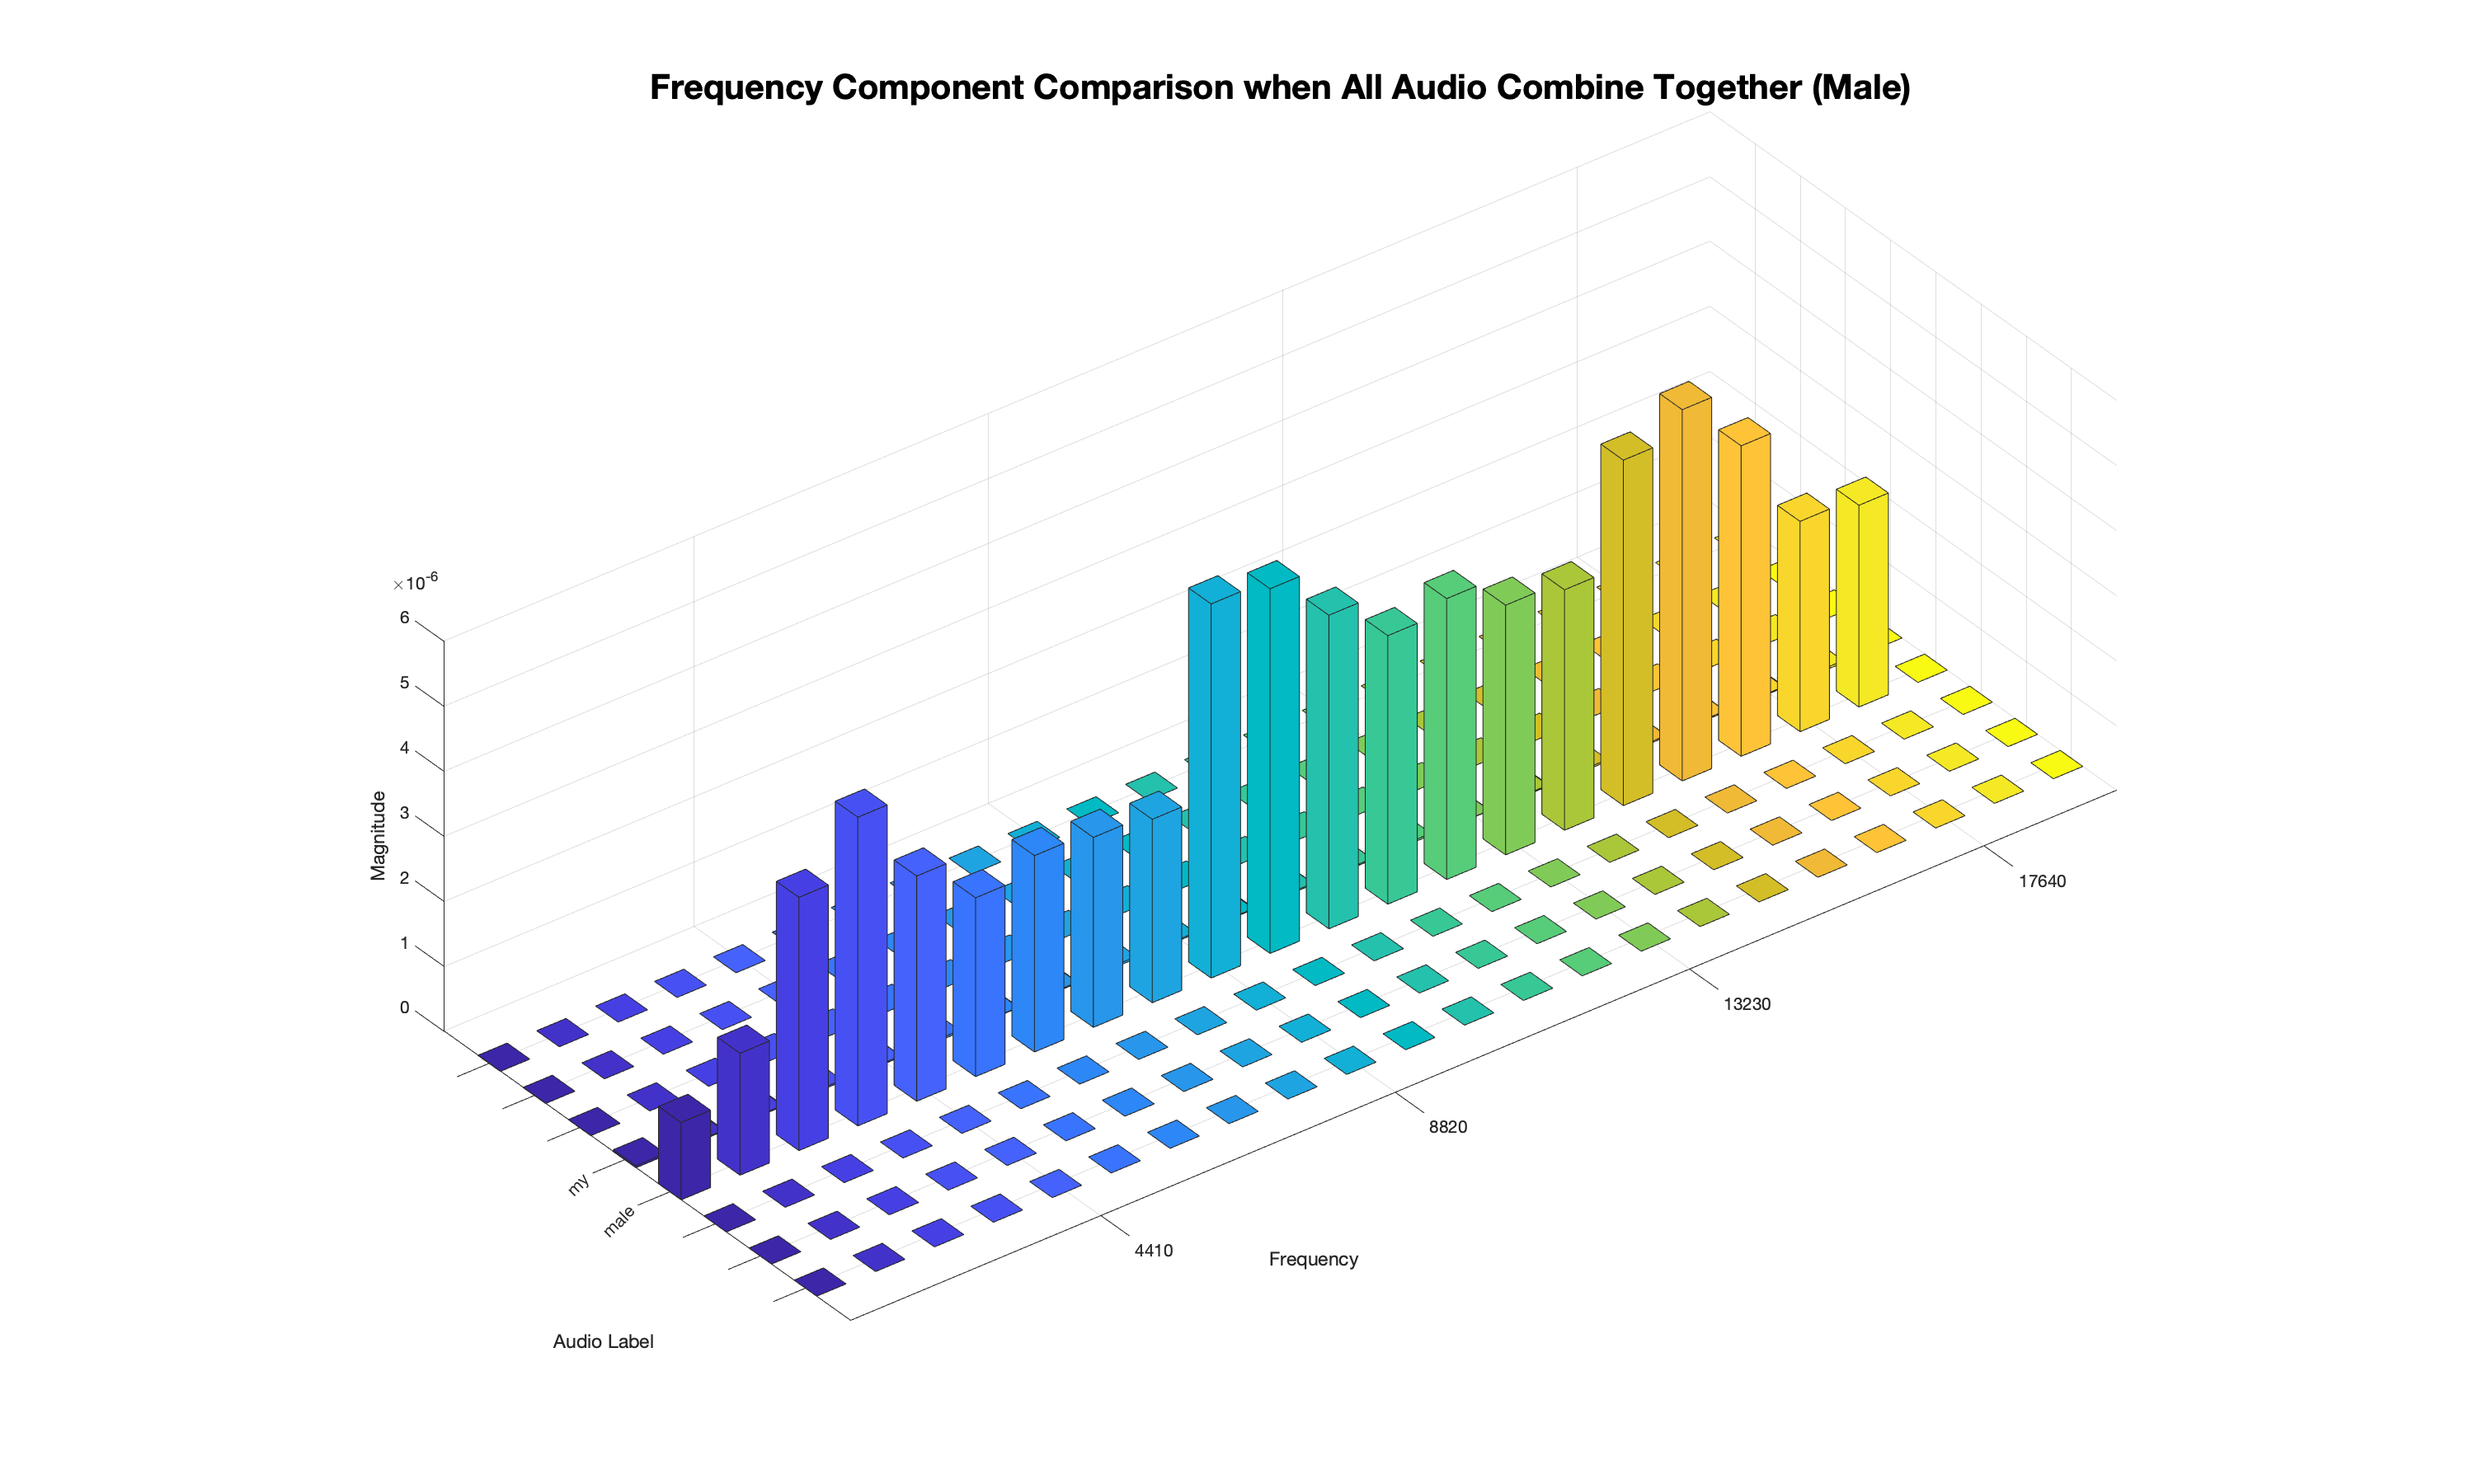 Frequency Component Comparison when All Audio Combine Together (Male)
×10-6
6
5
4
3
2
1
0
Magnitude
my
male
Audio Label
4410
8820
13230
17640
Frequency